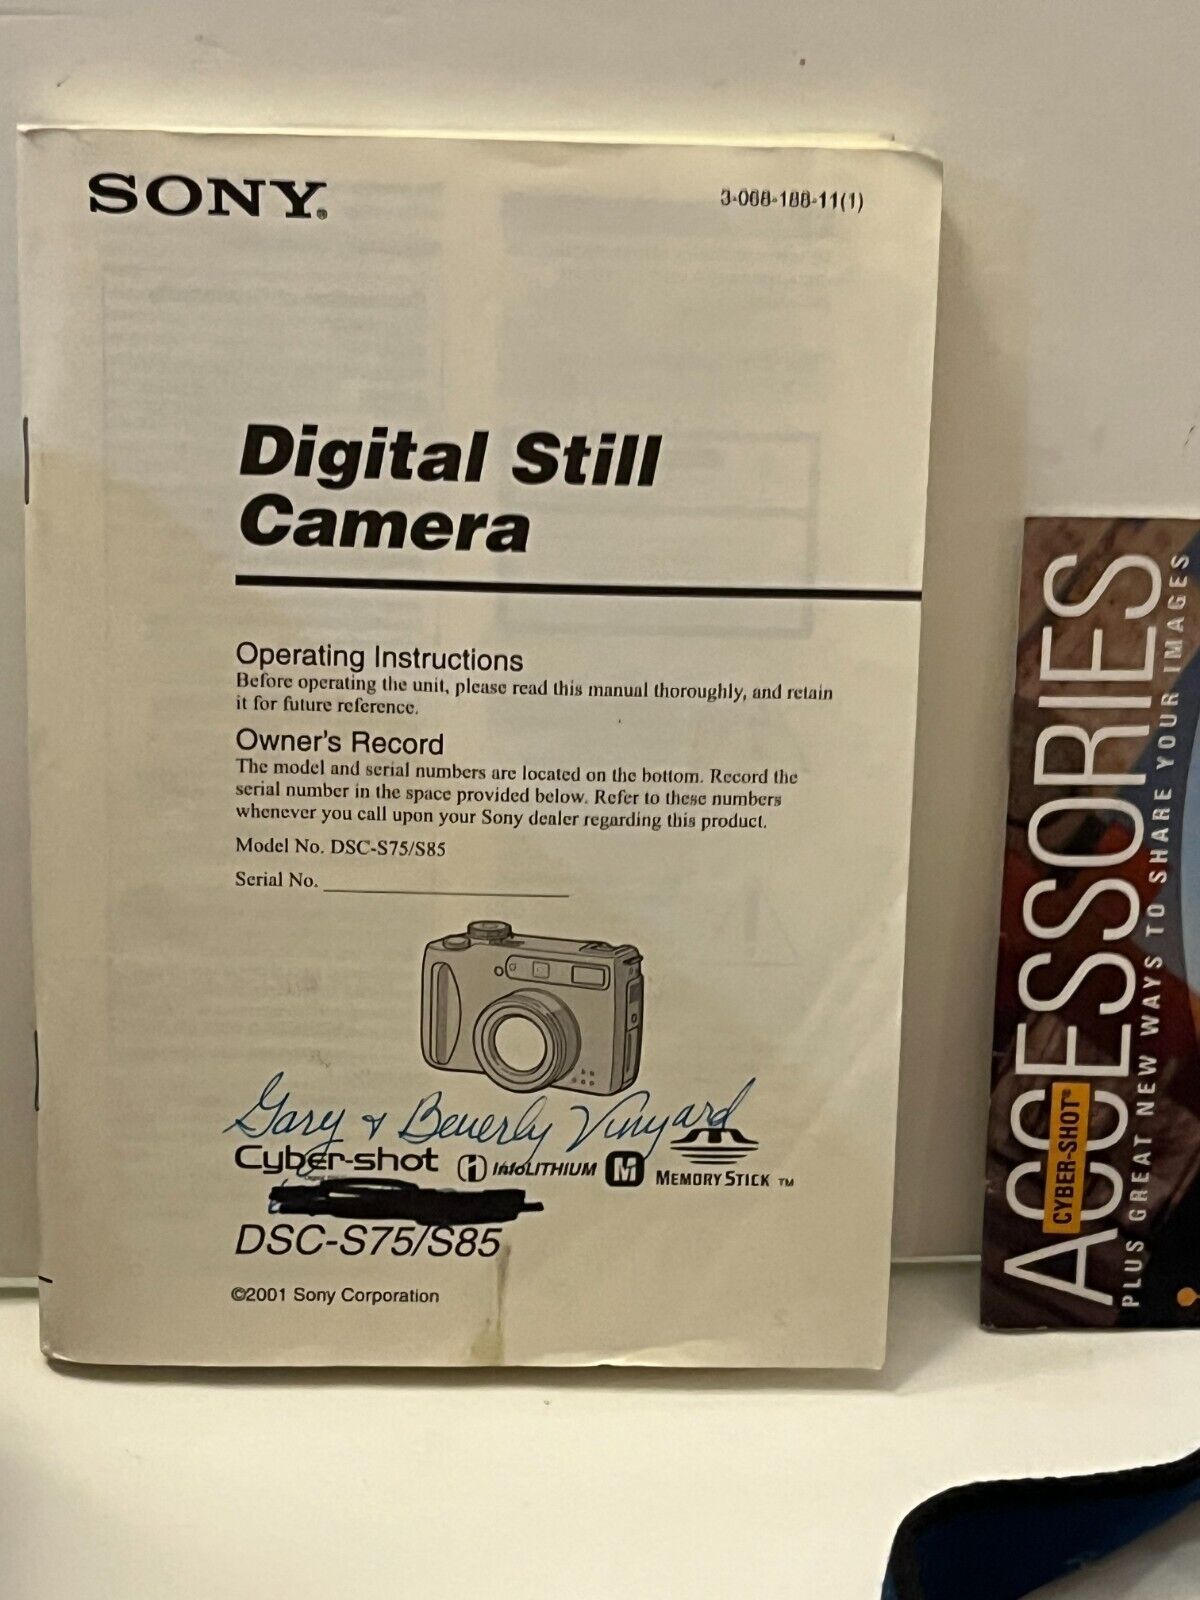 SONY®
3-068-188-11(1)
Digital Still
Camera
Operating Instructions
Before operating the unit, please read this manual thoroughly, and retain
it for future reference.
Owner's Record
The model and serial numbers are located on the bottom. Record the
serial number in the space provided below. Refer to these numbers
whenever you call upon your Sony dealer regarding this product.
Model No. DSC-S75/S85
Serial No.
Gary & Beverly Vinyard
Cyber-shot
InfoLITHIUM M MEMORY STICK TM
DSC-S75/S85
©2001 Sony Corporation
ACCESSORIES
CYBER-SHOT®
PLUS GREAT NEW WAYS TO SHARE YOUR IMAGES